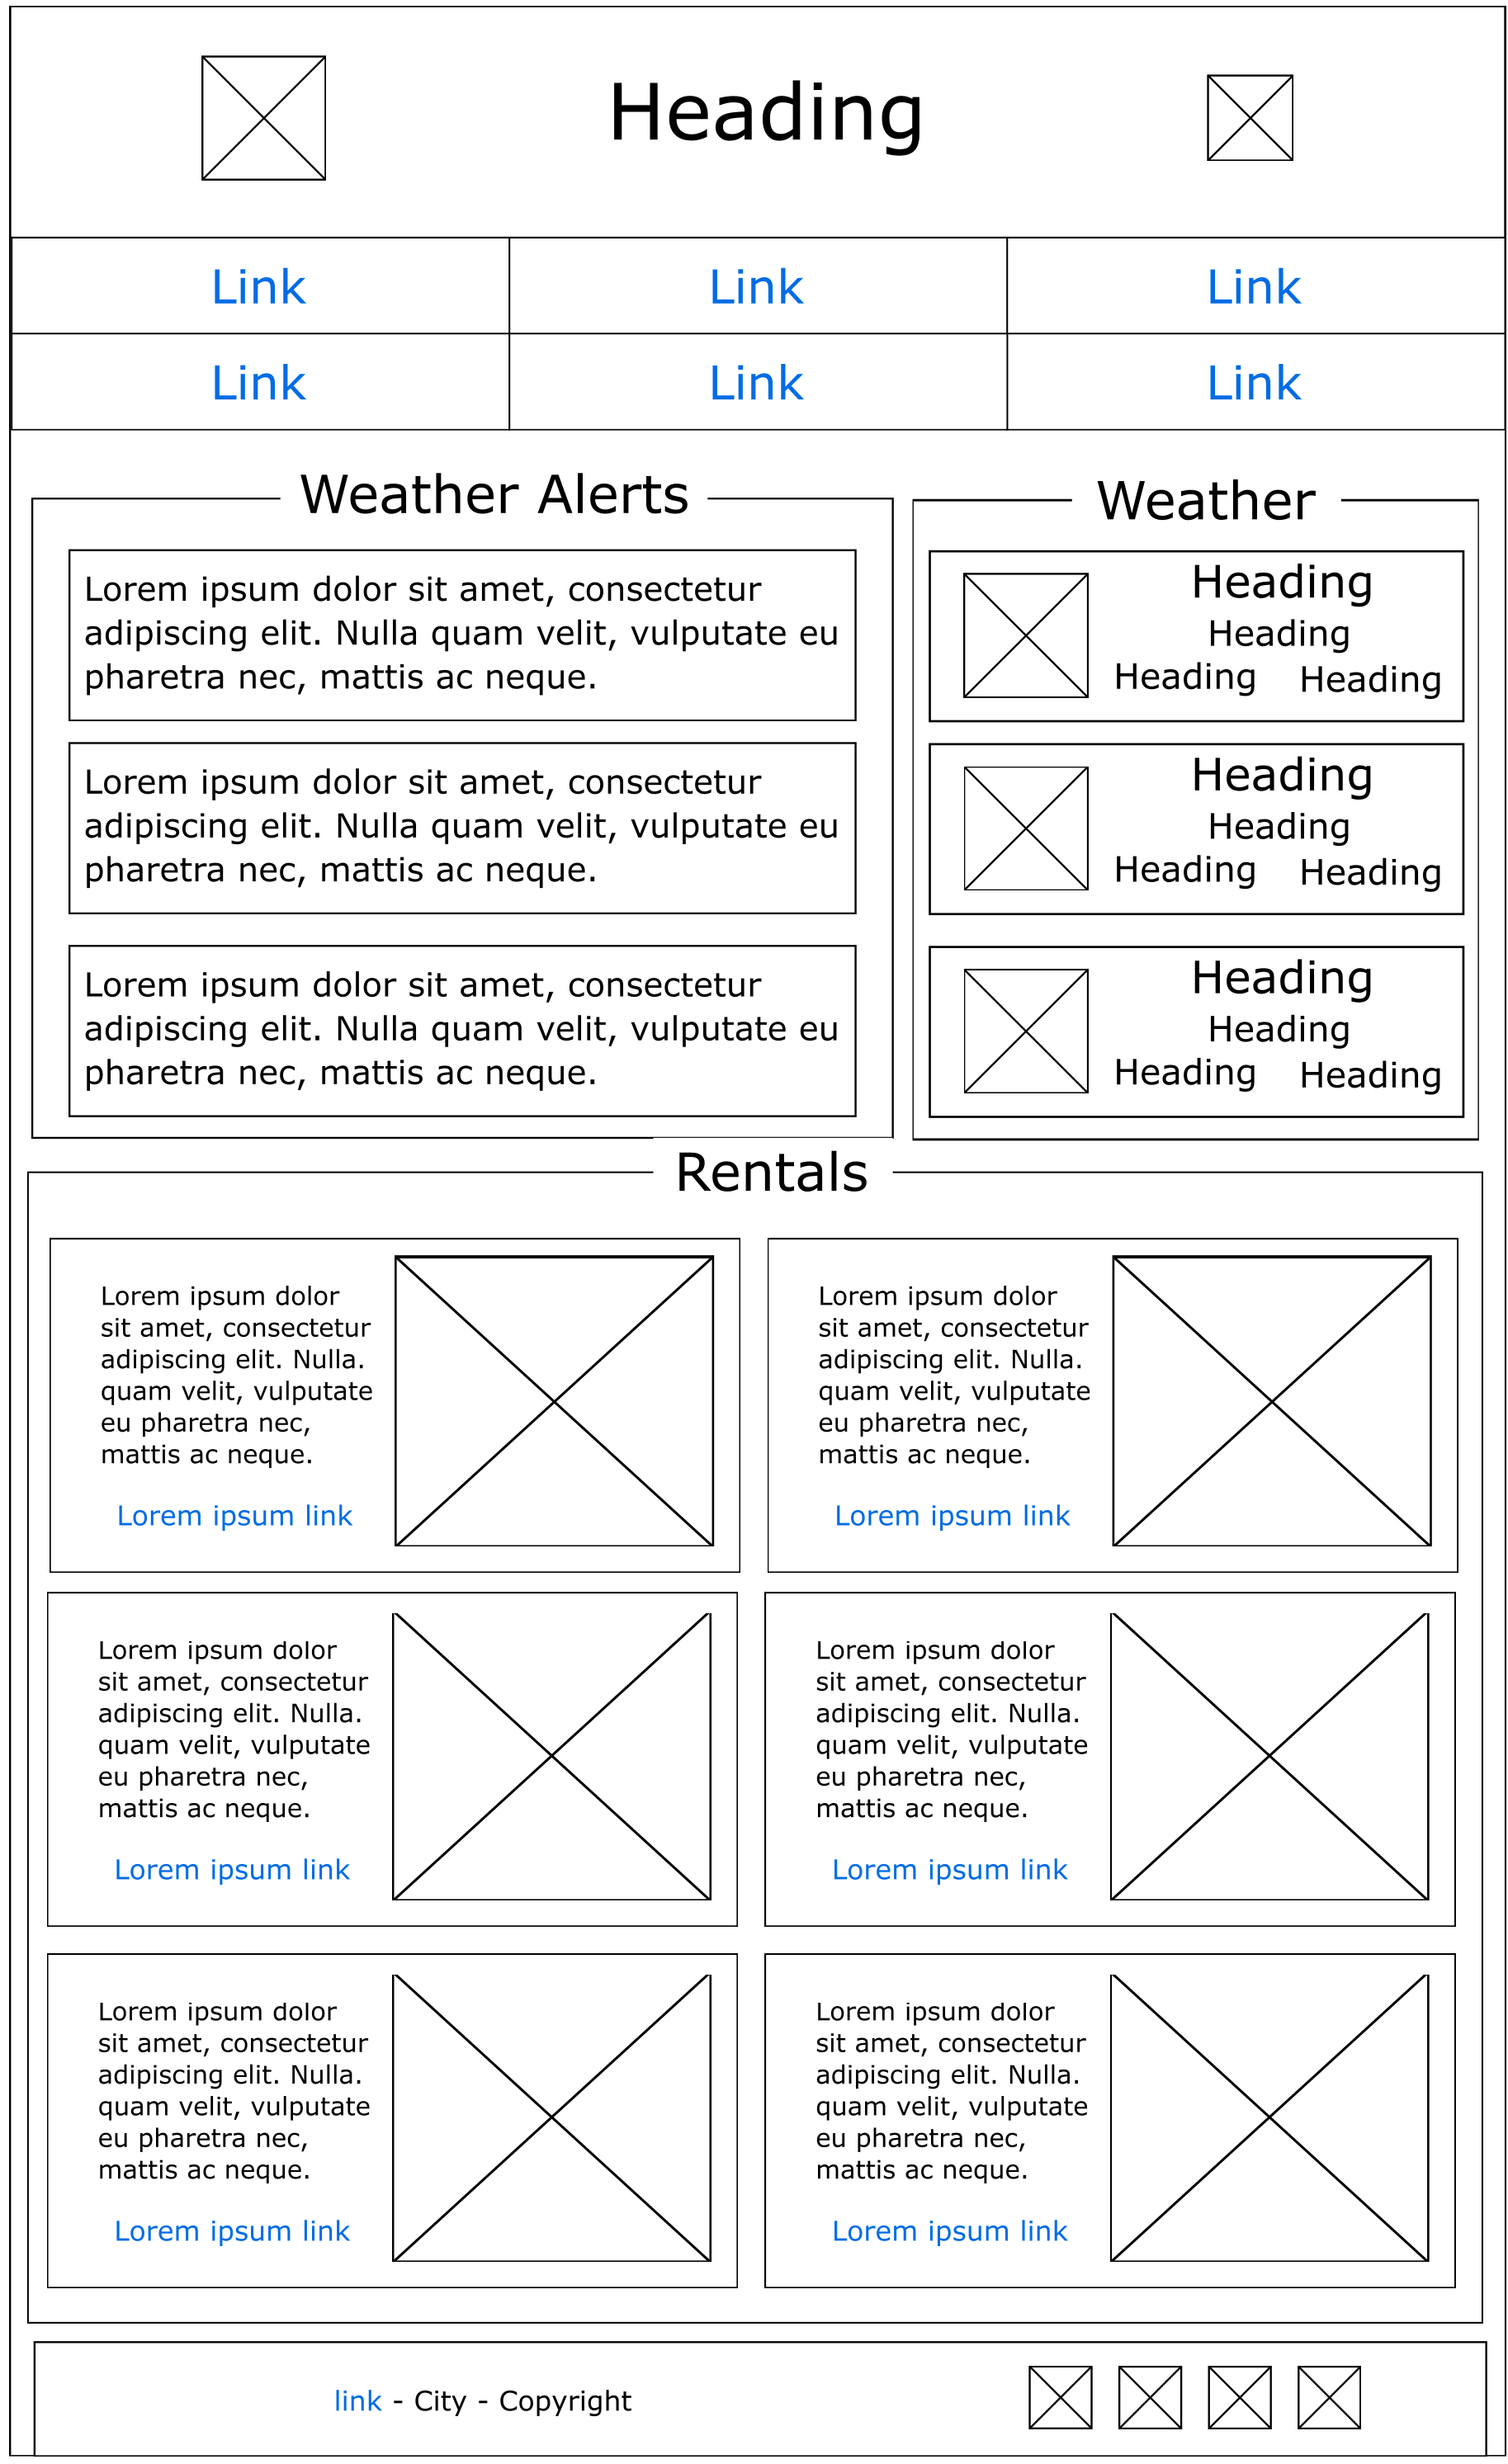 Heading
Link
Link
Link
Link
Link
Link
Weather Alerts
Lorem ipsum dolor sit amet, consectetur
adipiscing elit. Nulla quam velit, vulputate eu
pharetra nec, mattis ac neque.
Lorem ipsum dolor sit amet, consectetur
adipiscing elit. Nulla quam velit, vulputate eu
pharetra nec, mattis ac neque.
Lorem ipsum dolor sit amet, consectetur
adipiscing elit. Nulla quam velit, vulputate eu
pharetra nec, mattis ac neque.
Weather
Heading
Heading
Heading
Heading
Heading
Heading
Heading
Heading
Heading
Heading
Heading
Heading
Rentals
Lorem ipsum dolor
sit amet, consectetur
adipiscing elit. Nulla.
quam velit, vulputate
eu pharetra nec,
mattis ac neque.
Lorem ipsum link
Lorem ipsum dolor
sit amet, consectetur
adipiscing elit. Nulla.
quam velit, vulputate
eu pharetra nec,
mattis ac neque.
Lorem ipsum link
Lorem ipsum dolor
sit amet, consectetur
adipiscing elit. Nulla.
quam velit, vulputate
eu pharetra nec,
mattis ac neque.
Lorem ipsum link
Lorem ipsum dolor
sit amet, consectetur
adipiscing elit. Nulla.
quam velit, vulputate
eu pharetra nec,
mattis ac neque.
Lorem ipsum link
Lorem ipsum dolor
sit amet, consectetur
adipiscing elit. Nulla.
quam velit, vulputate
eu pharetra nec,
mattis ac neque.
Lorem ipsum link
Lorem ipsum dolor
sit amet, consectetur
adipiscing elit. Nulla.
quam velit, vulputate
eu pharetra nec,
mattis ac neque.
Lorem ipsum link
link - City - Copyright